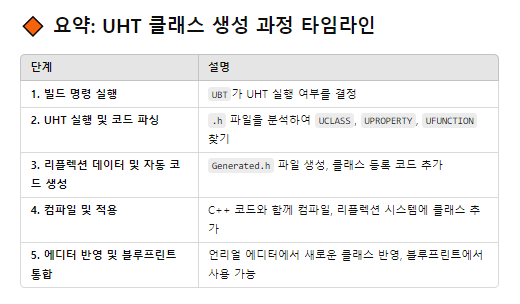 요약: UHT 클래스 생성 과정 타임라인
단계
설명
1. 빌드 명령 실행
UBT 가 UHT 실행 여부를 결정
2. UHT 실행 및 코드 파싱
.h 파일을 분석하여 UCLASS, UPROPERTY, UFUNCTION
찾기
3. 리플렉션 데이터 및 자동 코
드 생성
Generated.h 파일 생성, 클래스 등록 코드 추가
4. 컴파일 및 적용
C++ 코드와 함께 컴파일, 리플렉션 시스템에 클래스 추
가
5. 에디터 반영 및 블루프린트
통합
언리얼 에디터에서 새로운 클래스 반영, 블루프린트에서
사용 가능